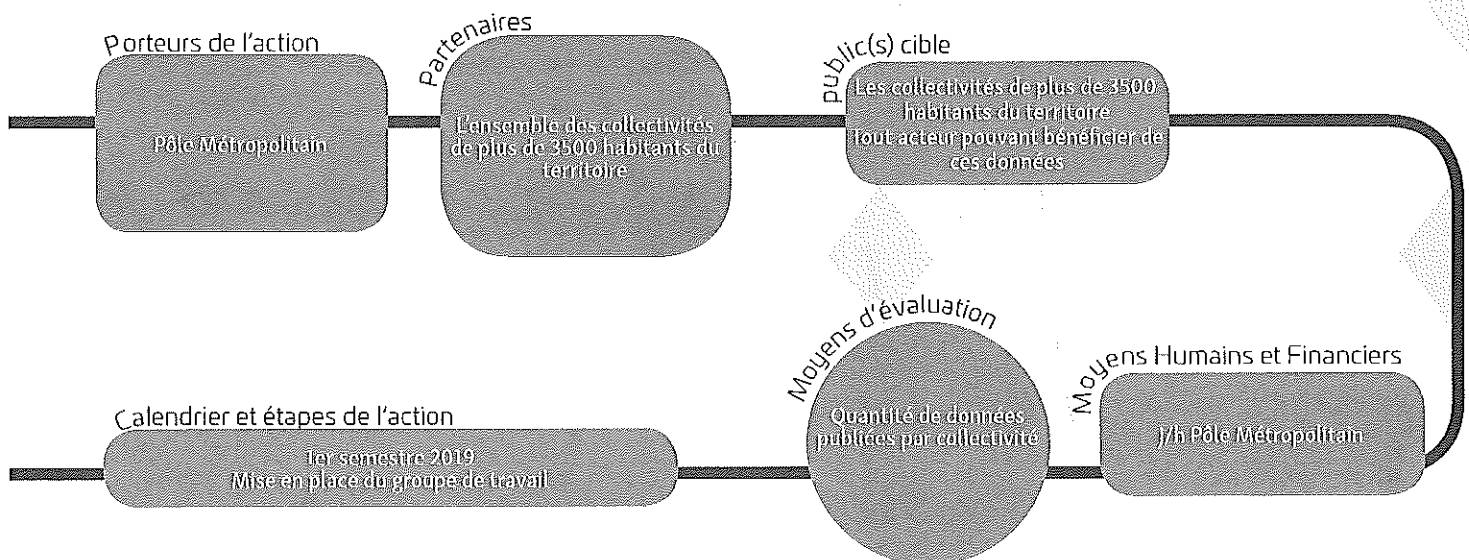 Porteurs de l'action
Pôle Métropolitain
Partenaires
L'ensemble des collectivités
de plus de 3500 habitants du
territoire
public(s) cible
Les collectivités de plus de 3500
habitants du territoire
Tout acteur pouvant bénéficier de
ces données
Moyens Humains et Financiers
J/h Pôle Métropolitain
Moyens d'évaluation
Quantité de données
publiées par collectivité
Calendrier et étapes de l'action
1er semestre 2019
Mise en place du groupe de travail